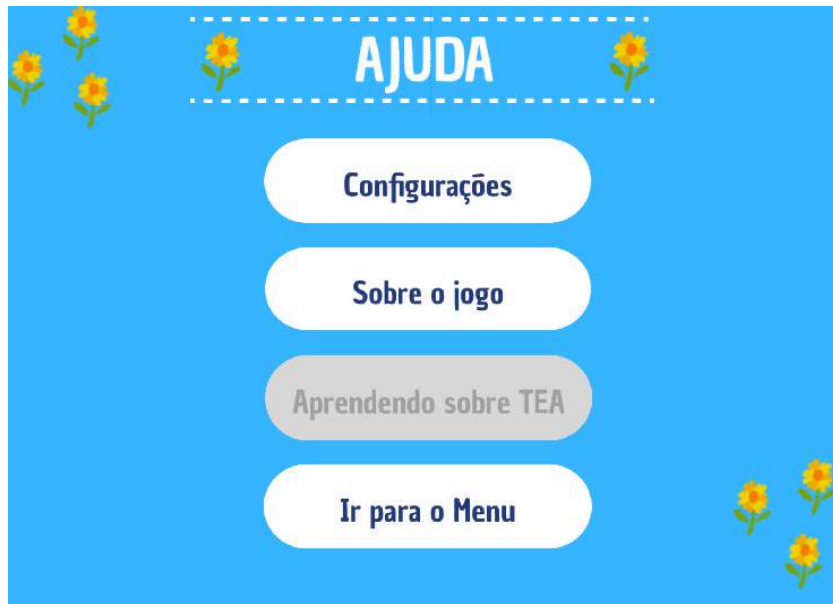 AJUDA
Configurações
Sobre o jogo
Aprendendo sobre TEA
Ir para o Menu